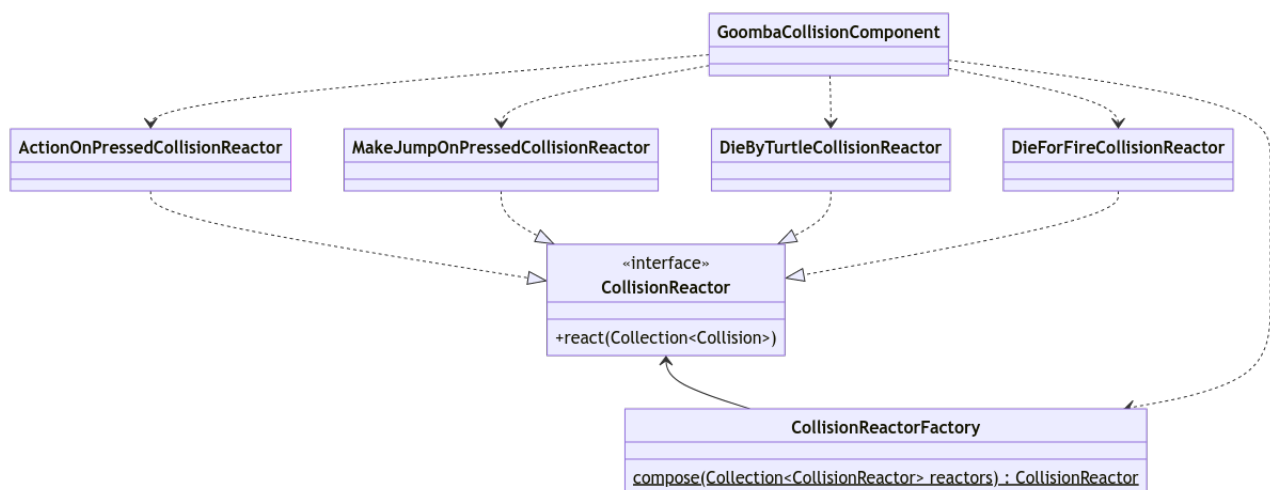 GoombaCollisionComponent
ActionOnPressedCollisionReactor
MakeJumpOnPressedCollisionReactor
DieByTurtleCollisionReactor
DieForFireCollisionReactor
«interface»
CollisionReactor
+react(Collection<Collision>)
CollisionReactorFactory
compose(Collection<CollisionReactor> reactors) : CollisionReactor